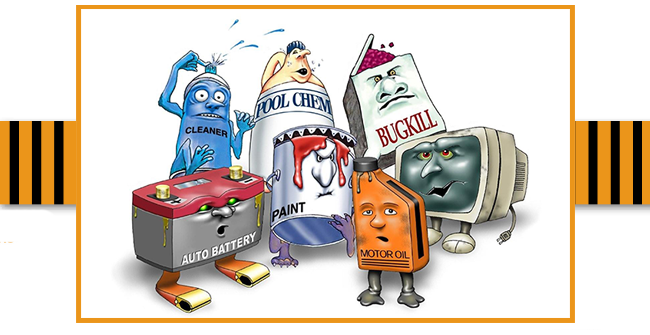 CLEANER
POOL CHEM
BUGKILL
PAINT
AUTO BATTERY
MOTOR OIL